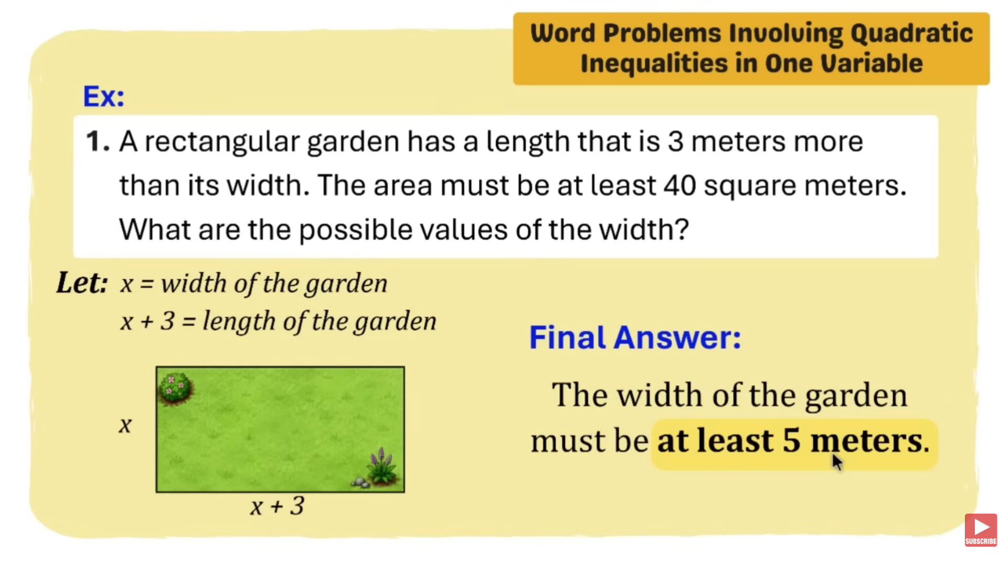 Word Problems Involving Quadratic
Inequalities in One Variable
Ex:
1. A rectangular garden has a length that is 3 meters more
than its width. The area must be at least 40 square meters.
What are the possible values of the width?
Let: x = width of the garden
x + 3 = length of the garden
Final Answer:
The width of the garden
must be at least 5 meters.
x
x + 3
SUBSCRIBE